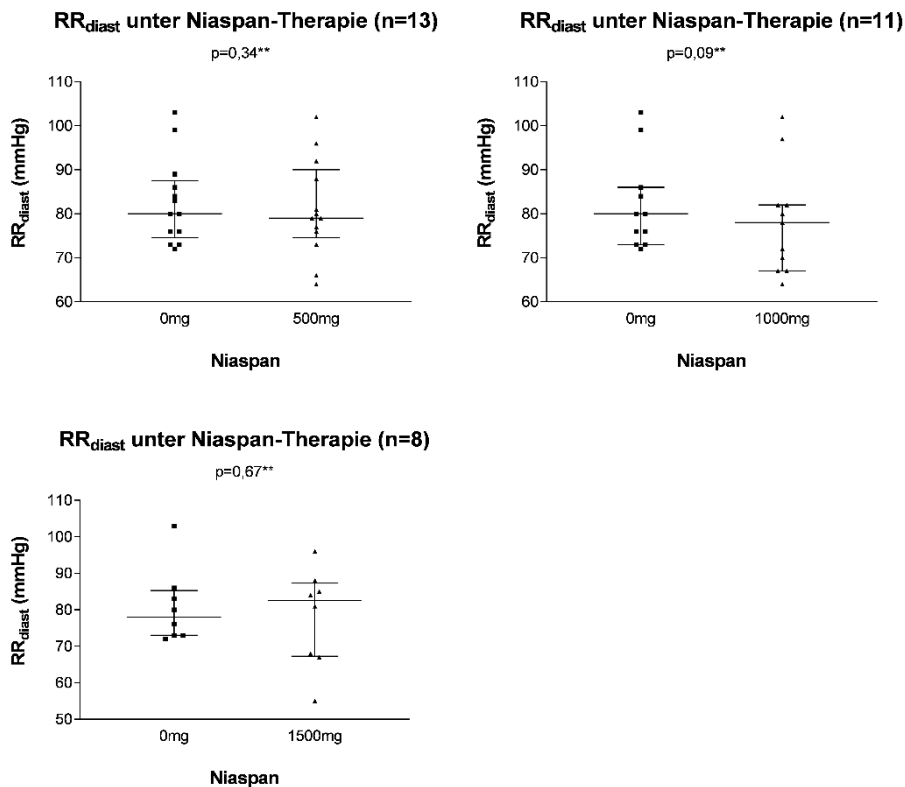 RRdiast unter Niaspan-Therapie (n=13)
p=0,34**
110
100
90
80
70
60
RRdiast (mmHg)
0mg
500mg
Niaspan
RRdiast unter Niaspan-Therapie (n=11)
p=0,09**
110
100
90
80
70
60
RRdiast (mmHg)
0mg
1000mg
Niaspan
RRdiast unter Niaspan-Therapie (n=8)
p=0,67**
110
100
90
80
70
60
50
RRdiast (mmHg)
0mg
1500mg
Niaspan